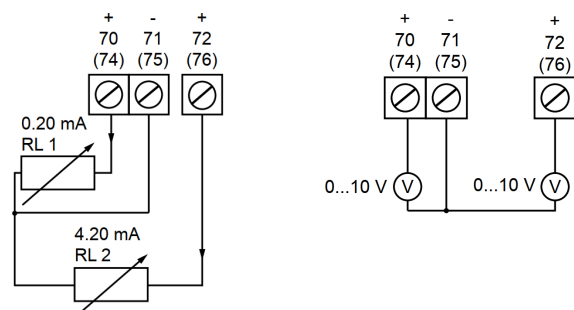 + - +
70 71 72
(74) (75) (76)
0.20 mA
RL 1
4.20 mA
RL 2
+ - +
70 71 72
(74) (75) (76)
0...10 V V 0...10 V V